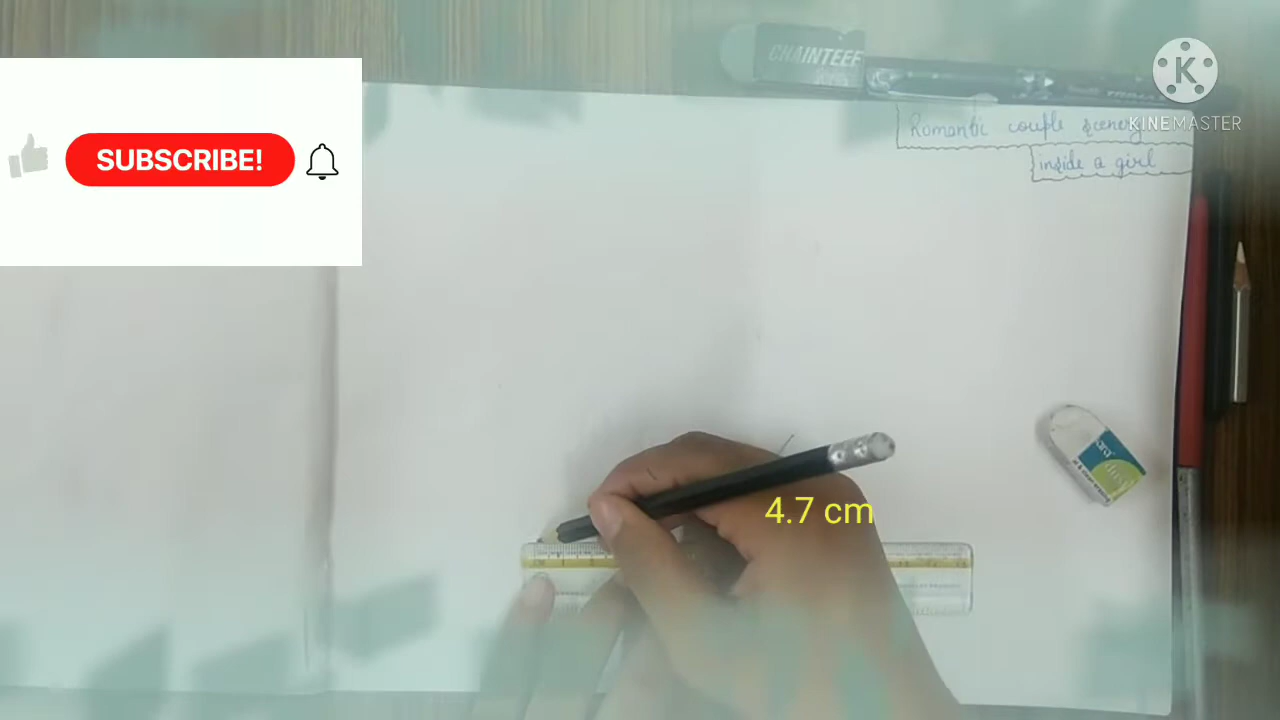 CHAINTEEF
KINEMASTER
Romantic couple scenery
inside a girl
SUBSCRIBE!
4.7 cm